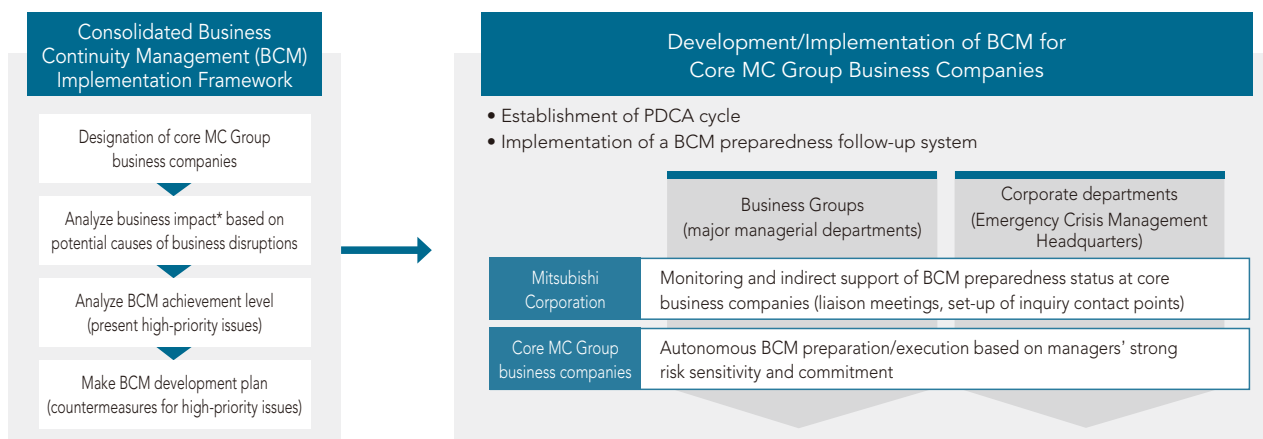 Consolidated Business
Continuity Management (BCM)
Implementation Framework
Designation of core MC Group
business companies
Analyze business impact* based on
potential causes of business disruptions
Analyze BCM achievement level
(present high-priority issues)
Make BCM development plan
(countermeasures for high-priority issues)
Development/Implementation of BCM for
Core MC Group Business Companies
• Establishment of PDCA cycle
• Implementation of a BCM preparedness follow-up system
Business Groups
(major managerial departments)
Corporate departments
(Emergency Crisis Management
Headquarters)
Mitsubishi
Corporation
Monitoring and indirect support of BCM preparedness status at core
business companies (liaison meetings, set-up of inquiry contact points)
Core MC Group
business companies
Autonomous BCM preparation/execution based on managers’ strong
risk sensitivity and commitment